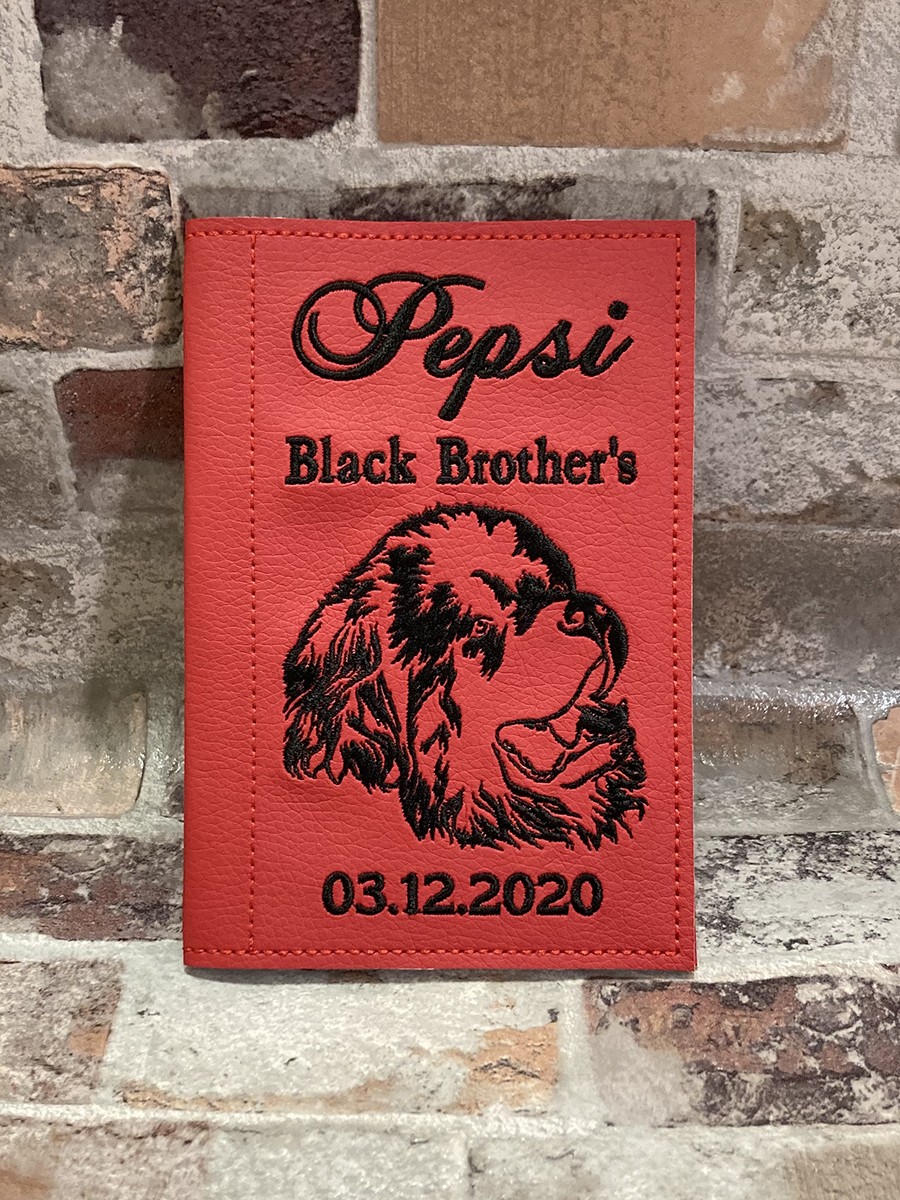 Pepsi
Black Brother's
03.12.2020